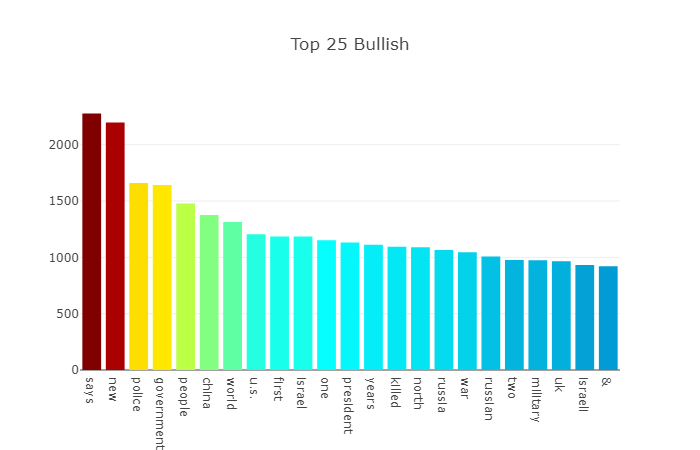 Top 25 Bullish
2000
1500
1000
500
0
says
new
police
government
people
china
world
u.s.
first
israel
one
president
years
killed
north
russia
war
russian
two
military
uk
israeli
&